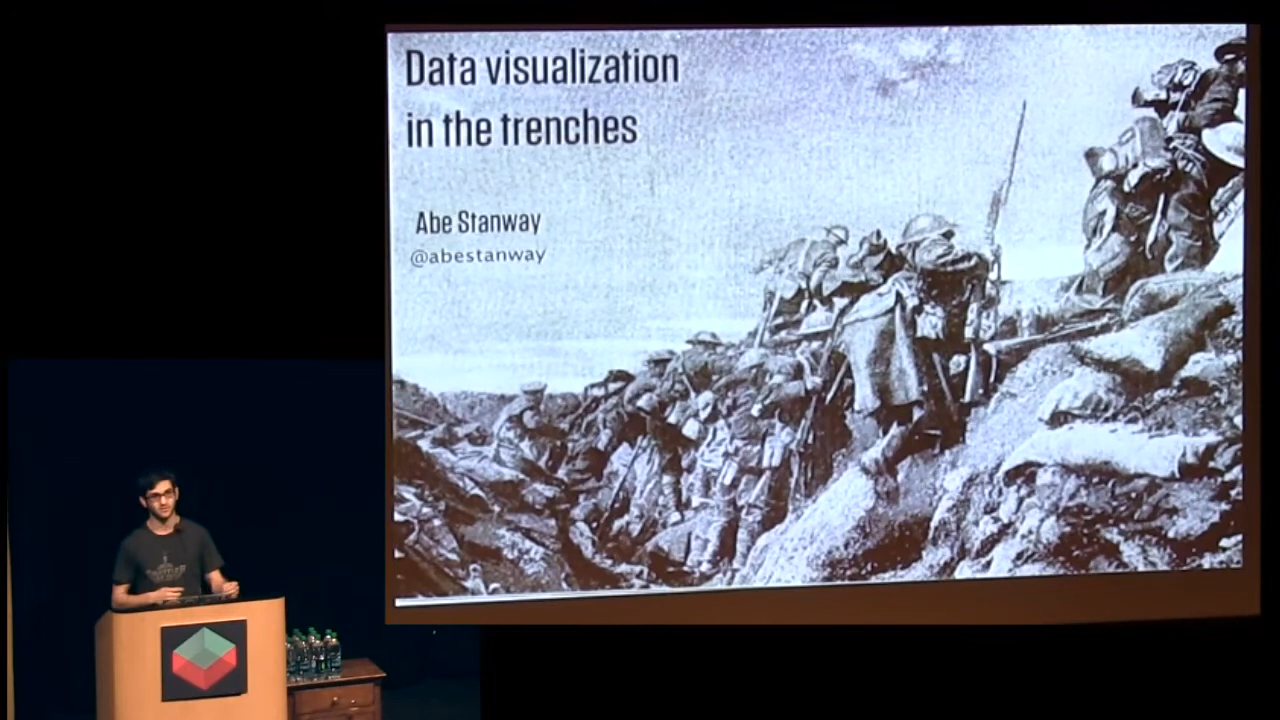 Data visualization
in the trenches
Abe Stanway
@abestanway